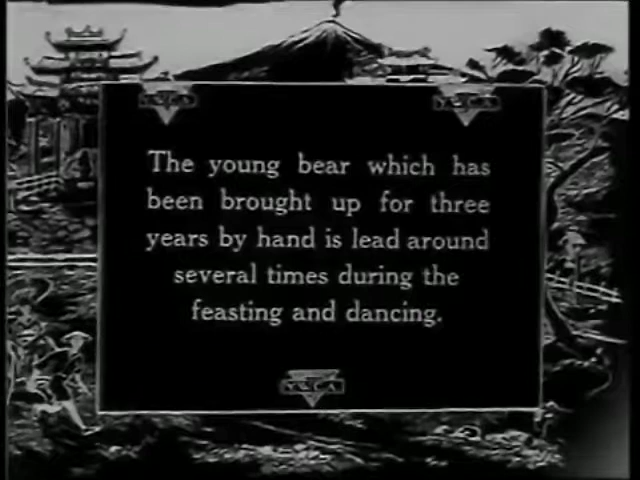 Y.W.C.A.
Y.W.C.A.
The young bear which has
been brought up for three
years by hand is lead around
several times during the
feasting and dancing.
Y.W.C.A.